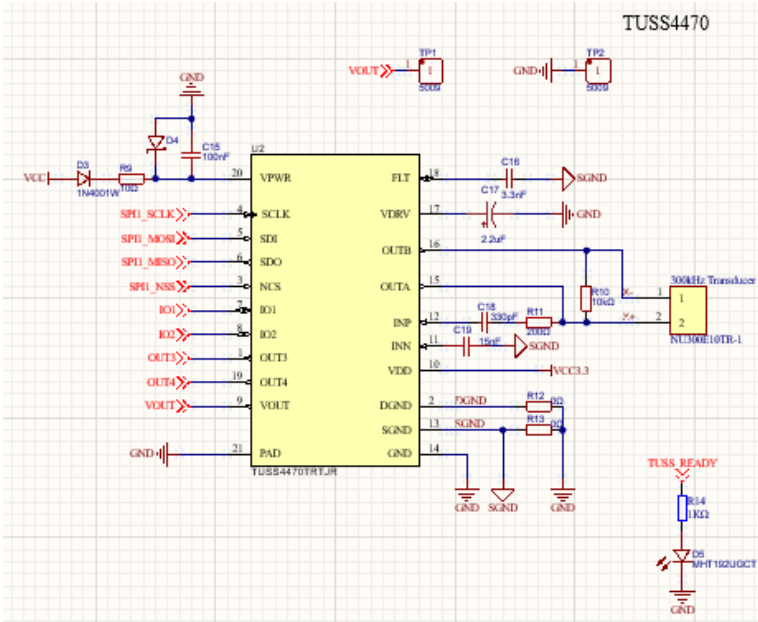 TUSS4470
TP1
VOUT
1
1
5009
TP2
GND
1
1
5009
GND
D4
C15
100nF
D3
VCC
1N4001W
R9
10Ω
U2
20
VPWR
FLT
18
C16
3.3nF
SGND
SPI1_SCLK
4
SCLK
VDRV
17
C17
2.2uF
GND
SPI1_MOSI
5
SDI
OUTB
16
SPI1_MISO
6
SDO
OUTA
15
SPI1_NSS
3
NCS
IO1
7
IO1
INP
12
C18
330pF
R11
200Ω
R10
10kΩ
X-
X+
300kHz Transducer
1
1
2
2
NU300E10TR-1
IO2
8
IO2
INN
11
C19
15nF
SGND
OUT3
1
OUT3
VDD
10
VCC3.3
OUT4
19
OUT4
DGND
2
DGND
R12
0Ω
VOUT
9
VOUT
SGND
13
SGND
R13
0Ω
GND
21
PAD
GND
14
TUSS4470TRTJR
GND
SGND
GND
TUSS_READY
R14
1KΩ
D5
MHT192UGCT
GND